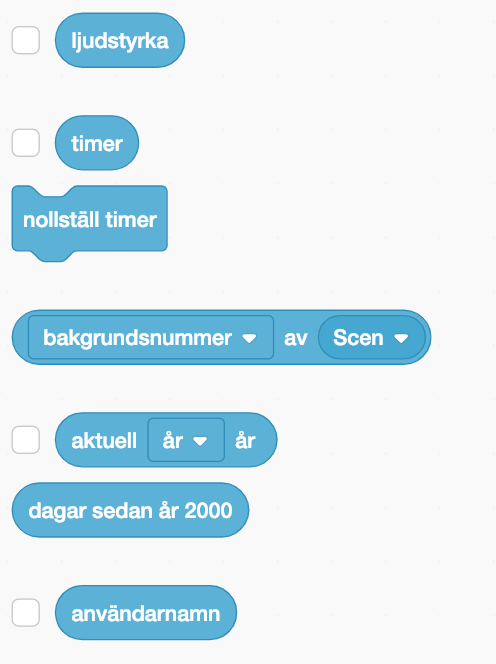 ljudstyrka
timer
nollställ timer
bakgrundsnummer av Scen
aktuell år år
dagar sedan år 2000
användarnamn